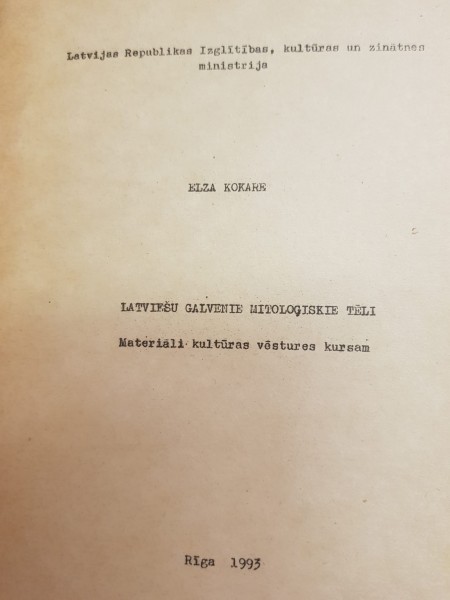 Latvijas Republikas Izglītības, kultūras un zinātnes
ministrija
ELZA KOKARE
LATVIEŠU GALVENIE MITOLOĢISKIE TĒLI
Materiāli kultūras vēstures kursam
Rīga 1993